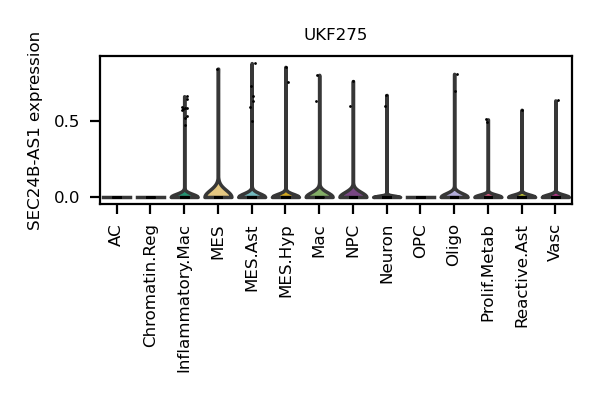 UKF275
SEC24B-AS1 expression
0.5
0.0
AC
Chromatin.Reg
Inflammatory.Mac
MES
MES.Ast
MES.Hyp
Mac
NPC
Neuron
OPC
Oligo
Prolif.Metab
Reactive.Ast
Vasc